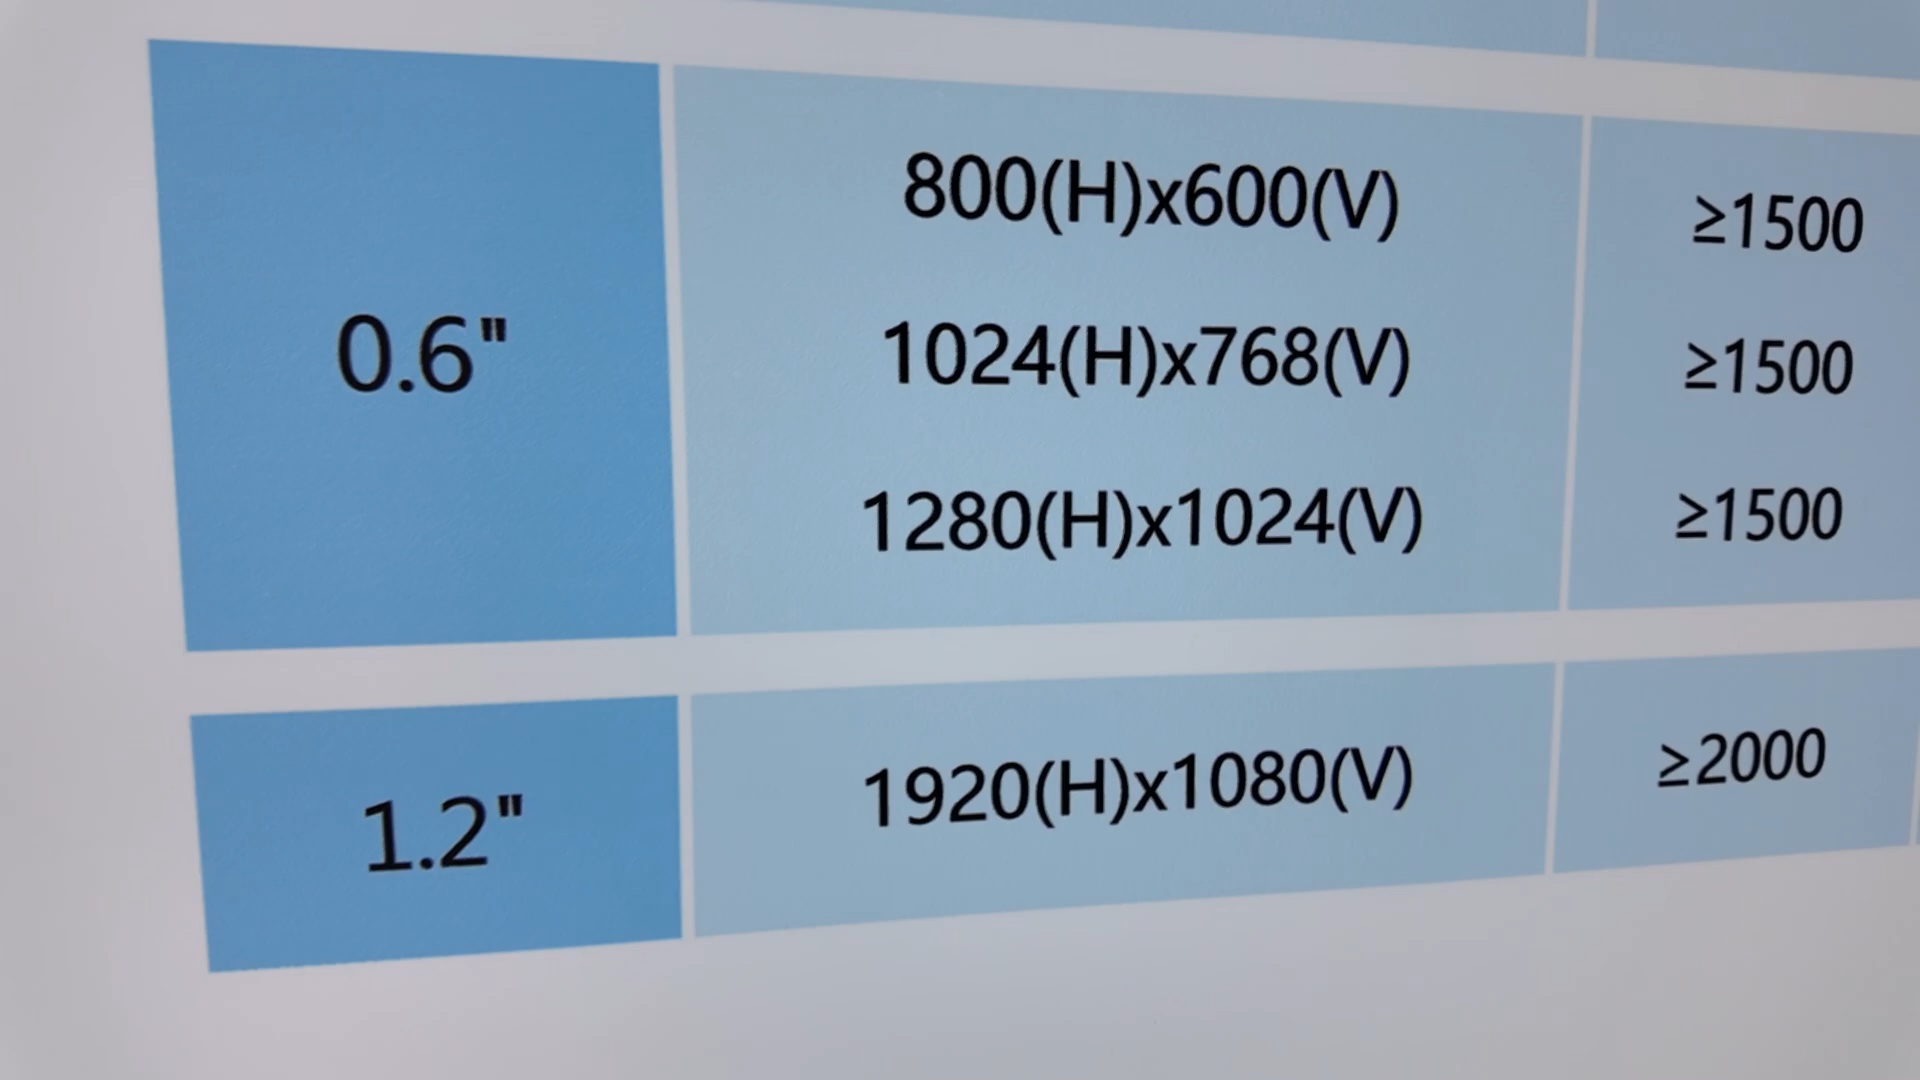 0.6" 800(H)x600(V) ≥1500
1024(H)x768(V) ≥1500
1280(H)x1024(V) ≥1500
1.2" 1920(H)x1080(V) ≥2000